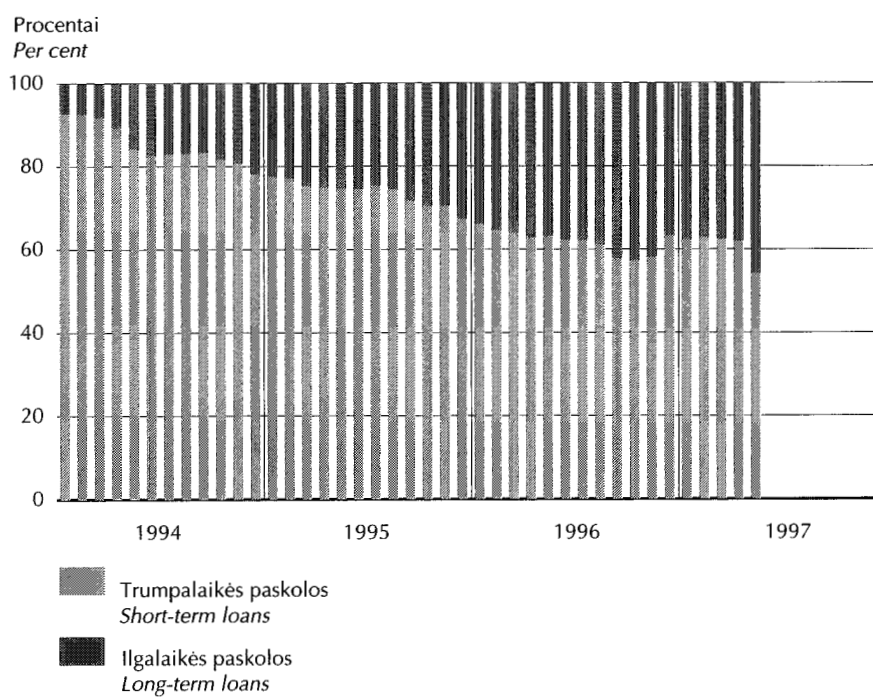 Procentai
Per cent
100
80
60
40
20
0
1994 1995 1996 1997
Trumpalaikės paskolos
Short-term loans
Ilgalaikės paskolos
Long-term loans